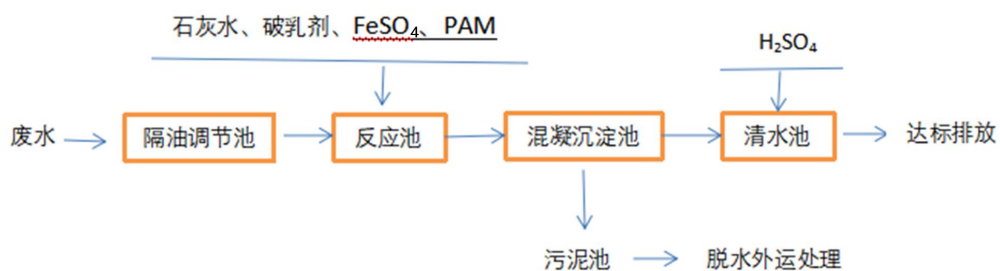 石灰水、破乳剂、FeSO₄、PAM
H₂SO₄
废水
隔油调节池
反应池
混凝沉淀池
清水池
达标排放
污泥池
脱水外运处理